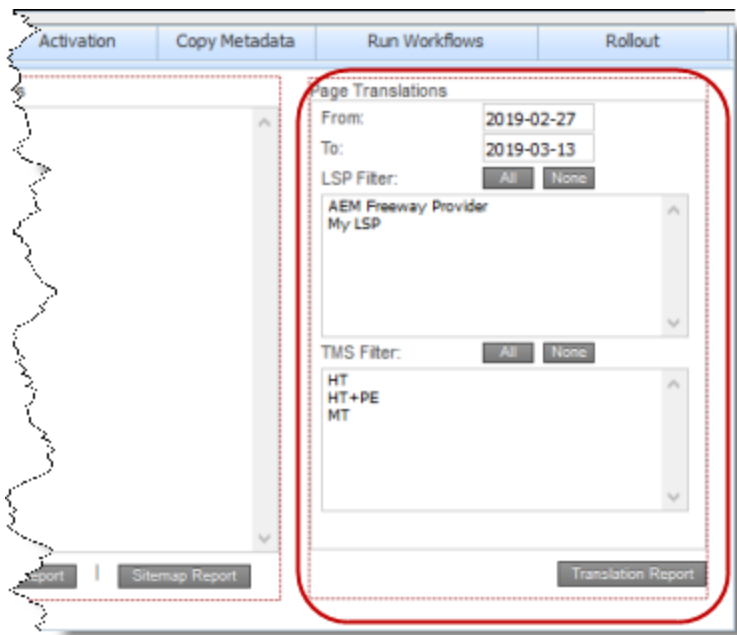 Activation
Copy Metadata
Run Workflows
Rollout
Page Translations
From:
2019-02-27
To:
2019-03-13
LSP Filter:
All
None
AEM Freeway Provider
My LSP
TMS Filter:
All
None
HT
HT+PE
MT
| Sitemap Report
Translation Report